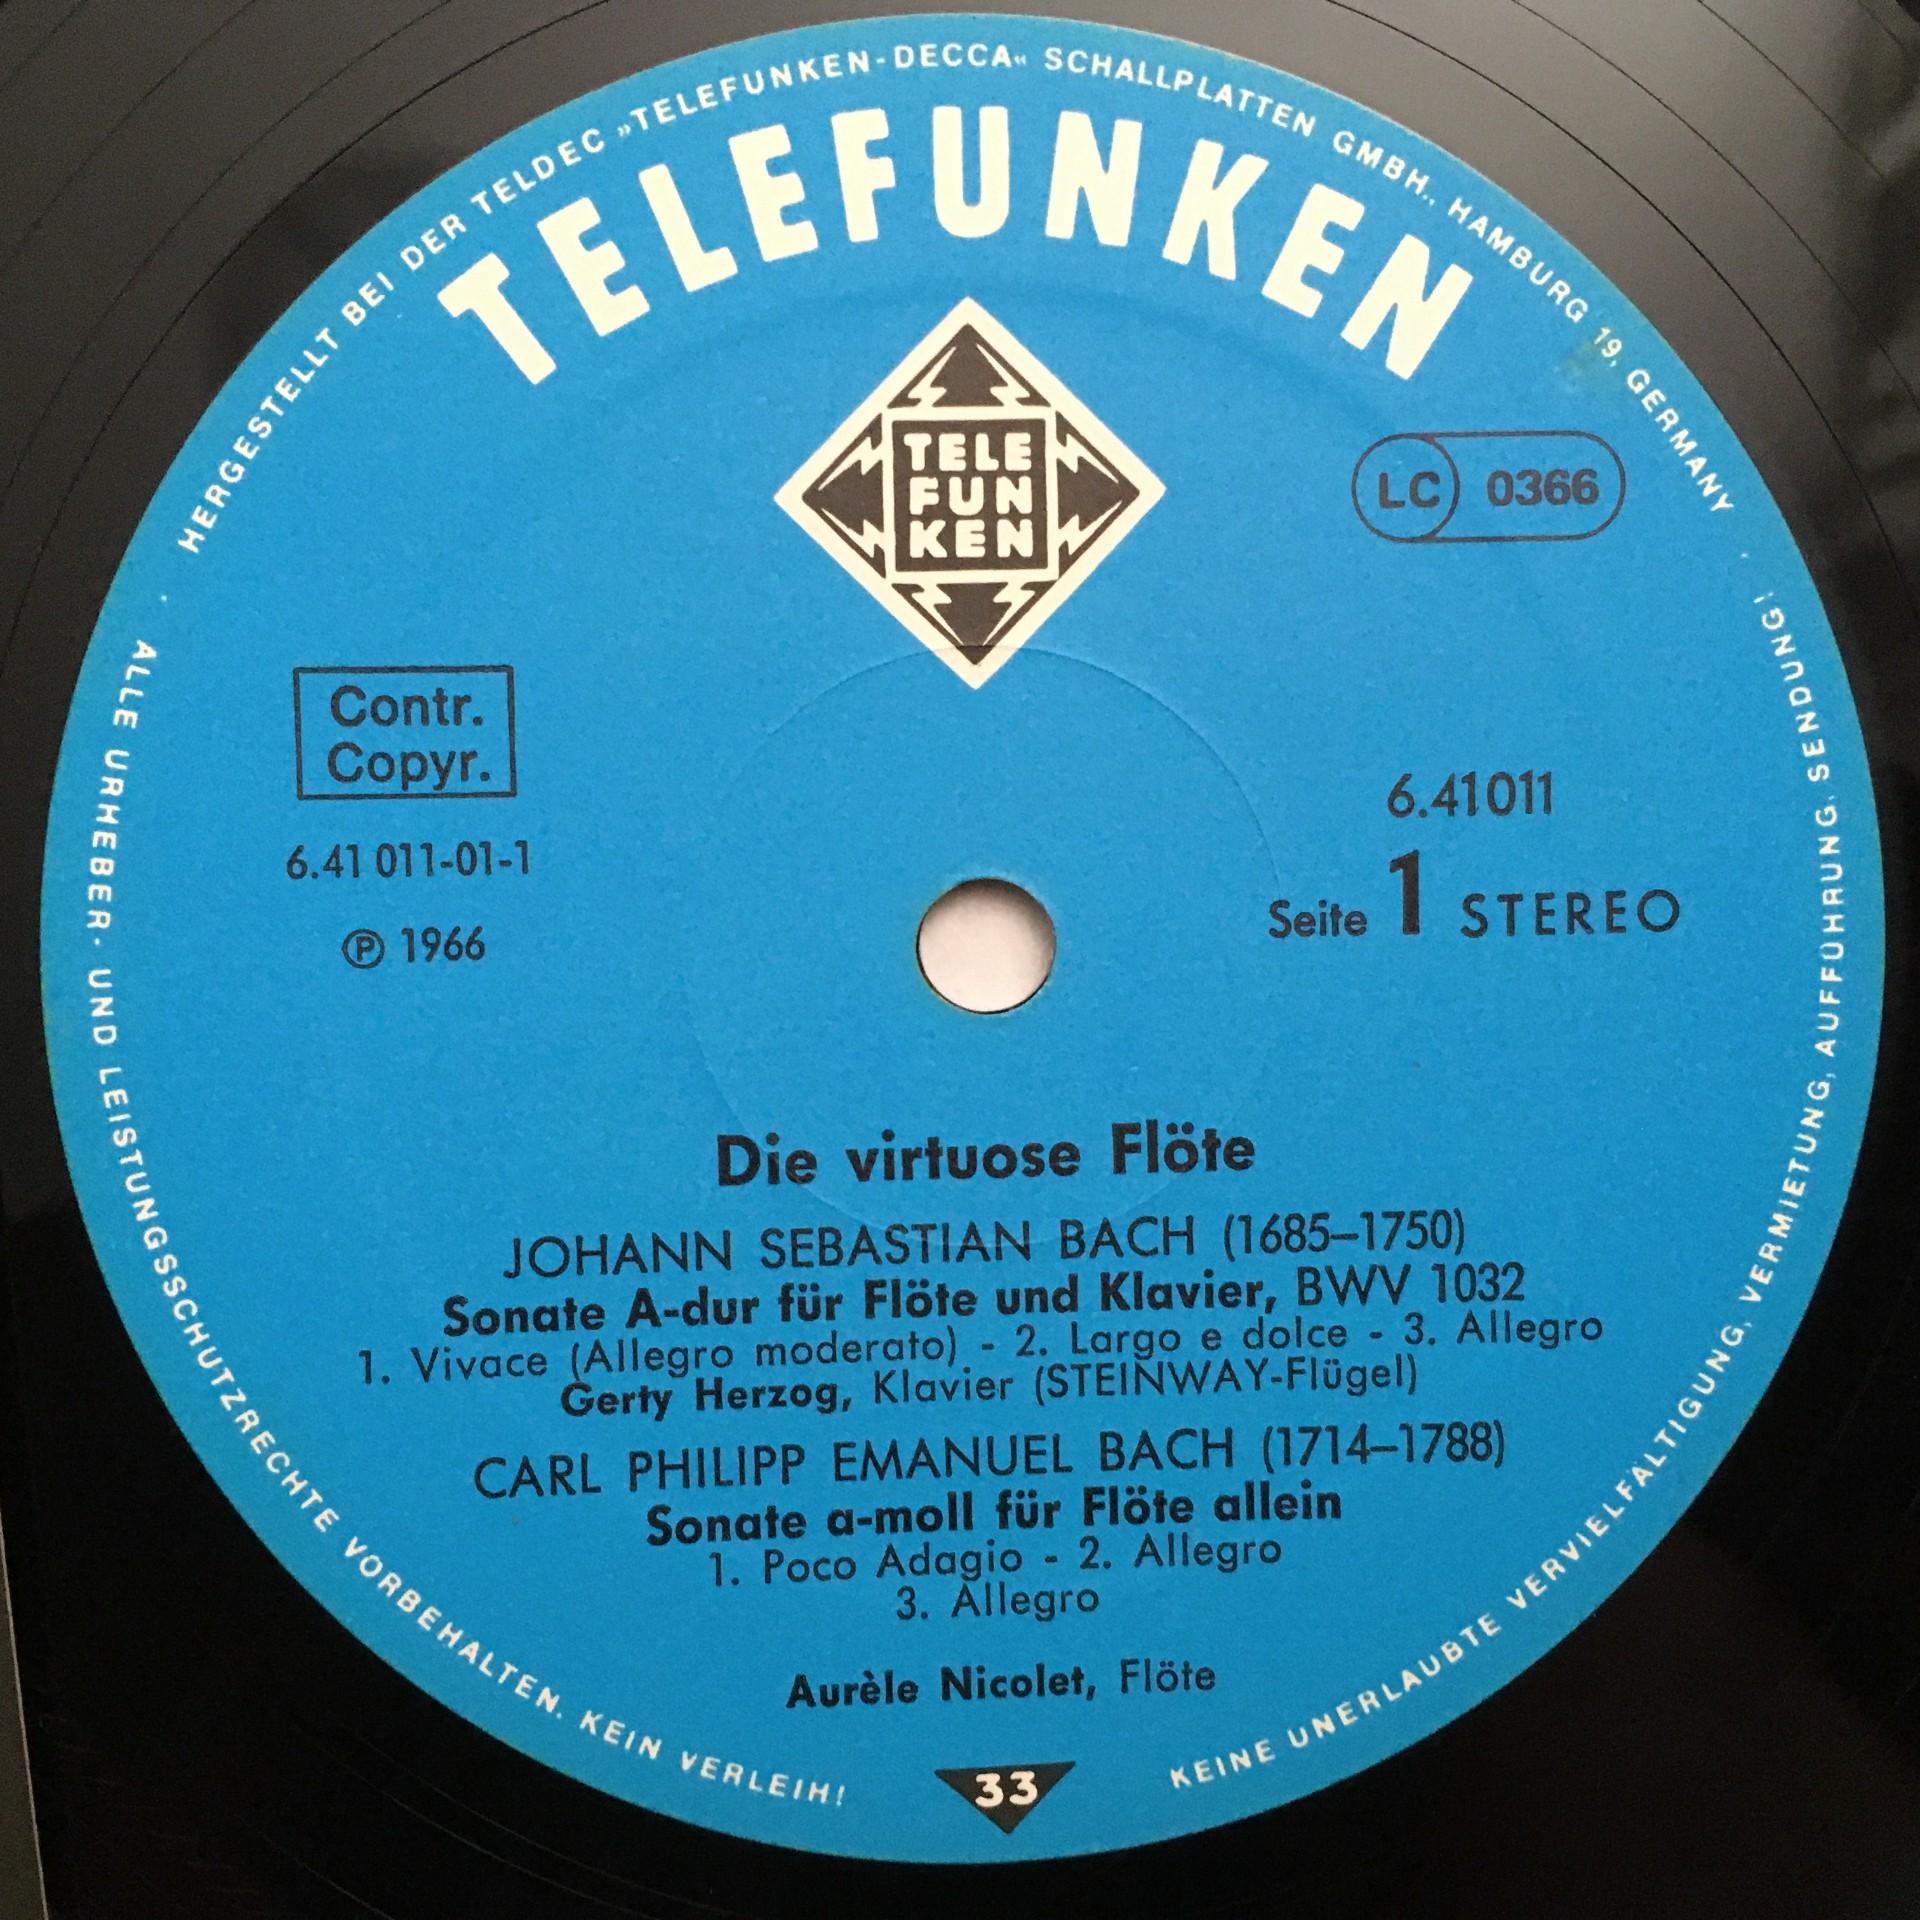 HERGESTELLT BEI DER TELDEC »TELEFUNKEN-DECCA« SCHALLPLATTEN GMBH., HAMBURG 19, GERMANY
TELEFUNKEN
TELE
FUN
KEN
LC 0366
Contr.
Copyr.
6.41 011-01-1
Ⓟ 1966
6.41011
Seite 1 STEREO
Die virtuose Flöte
JOHANN SEBASTIAN BACH (1685–1750)
Sonate A-dur für Flöte und Klavier, BWV 1032
1. Vivace (Allegro moderato) - 2. Largo e dolce - 3. Allegro
Gerty Herzog, Klavier (STEINWAY-Flügel)
CARL PHILIPP EMANUEL BACH (1714–1788)
Sonate a-moll für Flöte allein
1. Poco Adagio - 2. Allegro
3. Allegro
Aurèle Nicolet, Flöte
33
ALLE URHEBER- UND LEISTUNGSSCHUTZRECHTE VORBEHALTEN. KEIN VERLEIH!
KEINE UNERLAUBTE VERVIELFÄLTIGUNG, VERMIETUNG, AUFFÜHRUNG, SENDUNG!